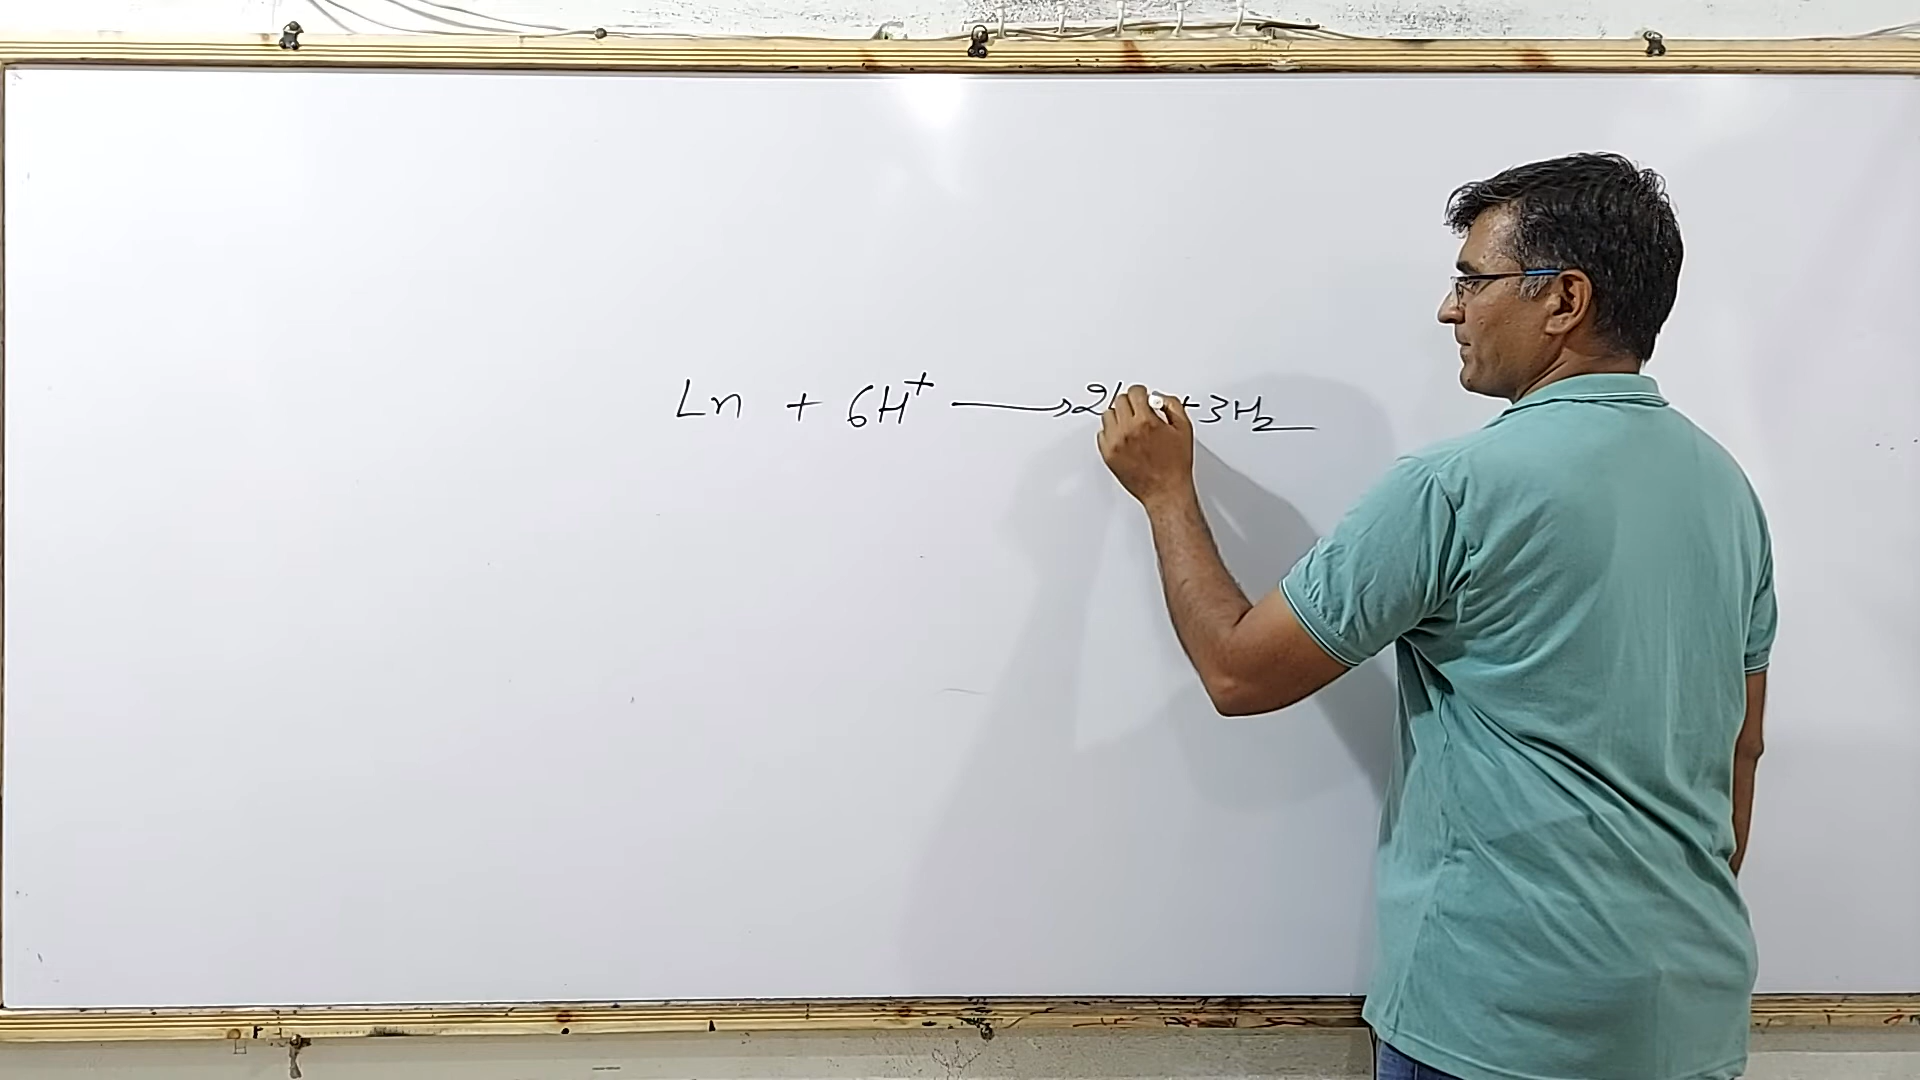 Ln + 6H⁺ → 2 + 3H₂